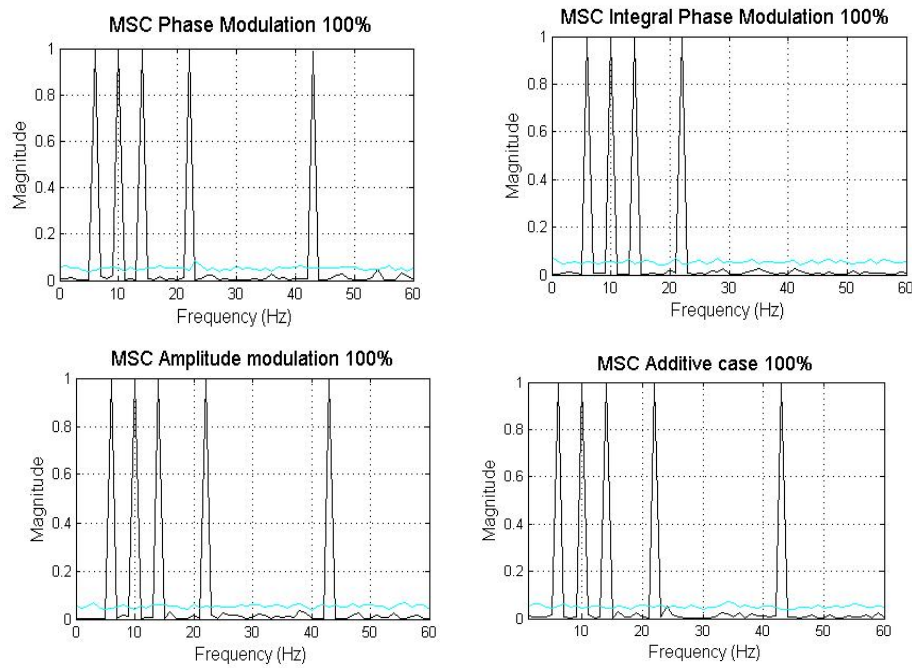 MSC Phase Modulation 100%
1
0.8
0.6
0.4
0.2
0
Magnitude
0 10 20 30 40 50 60
Frequency (Hz)
MSC Integral Phase Modulation 100%
1
0.8
0.6
0.4
0.2
0
Magnitude
0 10 20 30 40 50 60
Frequency (Hz)
MSC Amplitude modulation 100%
1
0.8
0.6
0.4
0.2
0
Magnitude
0 10 20 30 40 50 60
Frequency (Hz)
MSC Additive case 100%
1
0.8
0.6
0.4
0.2
0
Magnitude
10 20 30 40 50 60
Frequency (Hz)